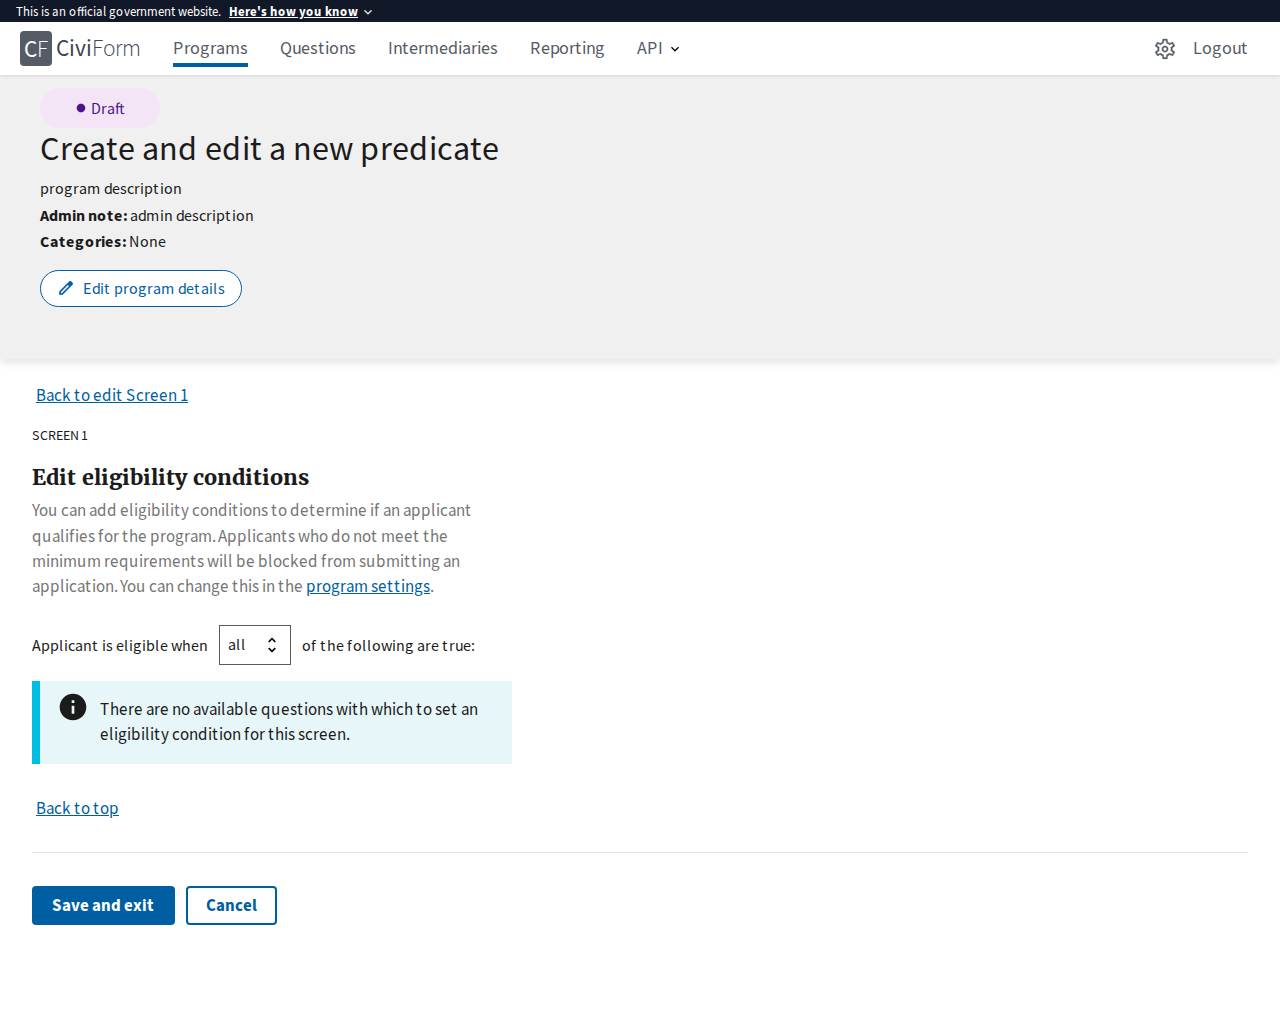 This is an official government website. Here's how you know
CF CiviForm Programs Questions Intermediaries Reporting API Logout
Draft
Create and edit a new predicate
program description
Admin note: admin description
Categories: None
Edit program details
Back to edit Screen 1
SCREEN 1
Edit eligibility conditions
You can add eligibility conditions to determine if an applicant
qualifies for the program. Applicants who do not meet the
minimum requirements will be blocked from submitting an
application. You can change this in the program settings.
Applicant is eligible when all of the following are true:
There are no available questions with which to set an
eligibility condition for this screen.
Back to top
Save and exit Cancel